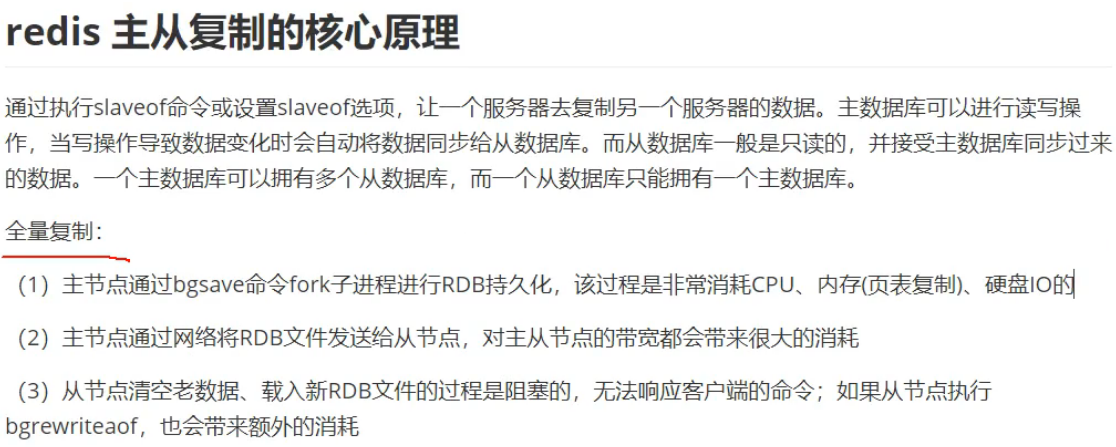 redis 主从复制的核心原理
通过执行slaveof命令或设置slaveof选项，让一个服务器去复制另一个服务器的数据。主数据库可以进行读写操
作，当写操作导致数据变化时会自动将数据同步给从数据库。而从数据库一般是只读的，并接受主数据库同步过来
的数据。一个主数据库可以拥有多个从数据库，而一个从数据库只能拥有一个主数据库。
全量复制：
（1）主节点通过bgsave命令fork子进程进行RDB持久化，该过程是非常消耗CPU、内存(页表复制)、硬盘IO的
（2）主节点通过网络将RDB文件发送给从节点，对主从节点的带宽都会带来很大的消耗
（3）从节点清空老数据、载入新RDB文件的过程是阻塞的，无法响应客户端的命令；如果从节点执行
bgrewriteaof，也会带来额外的消耗